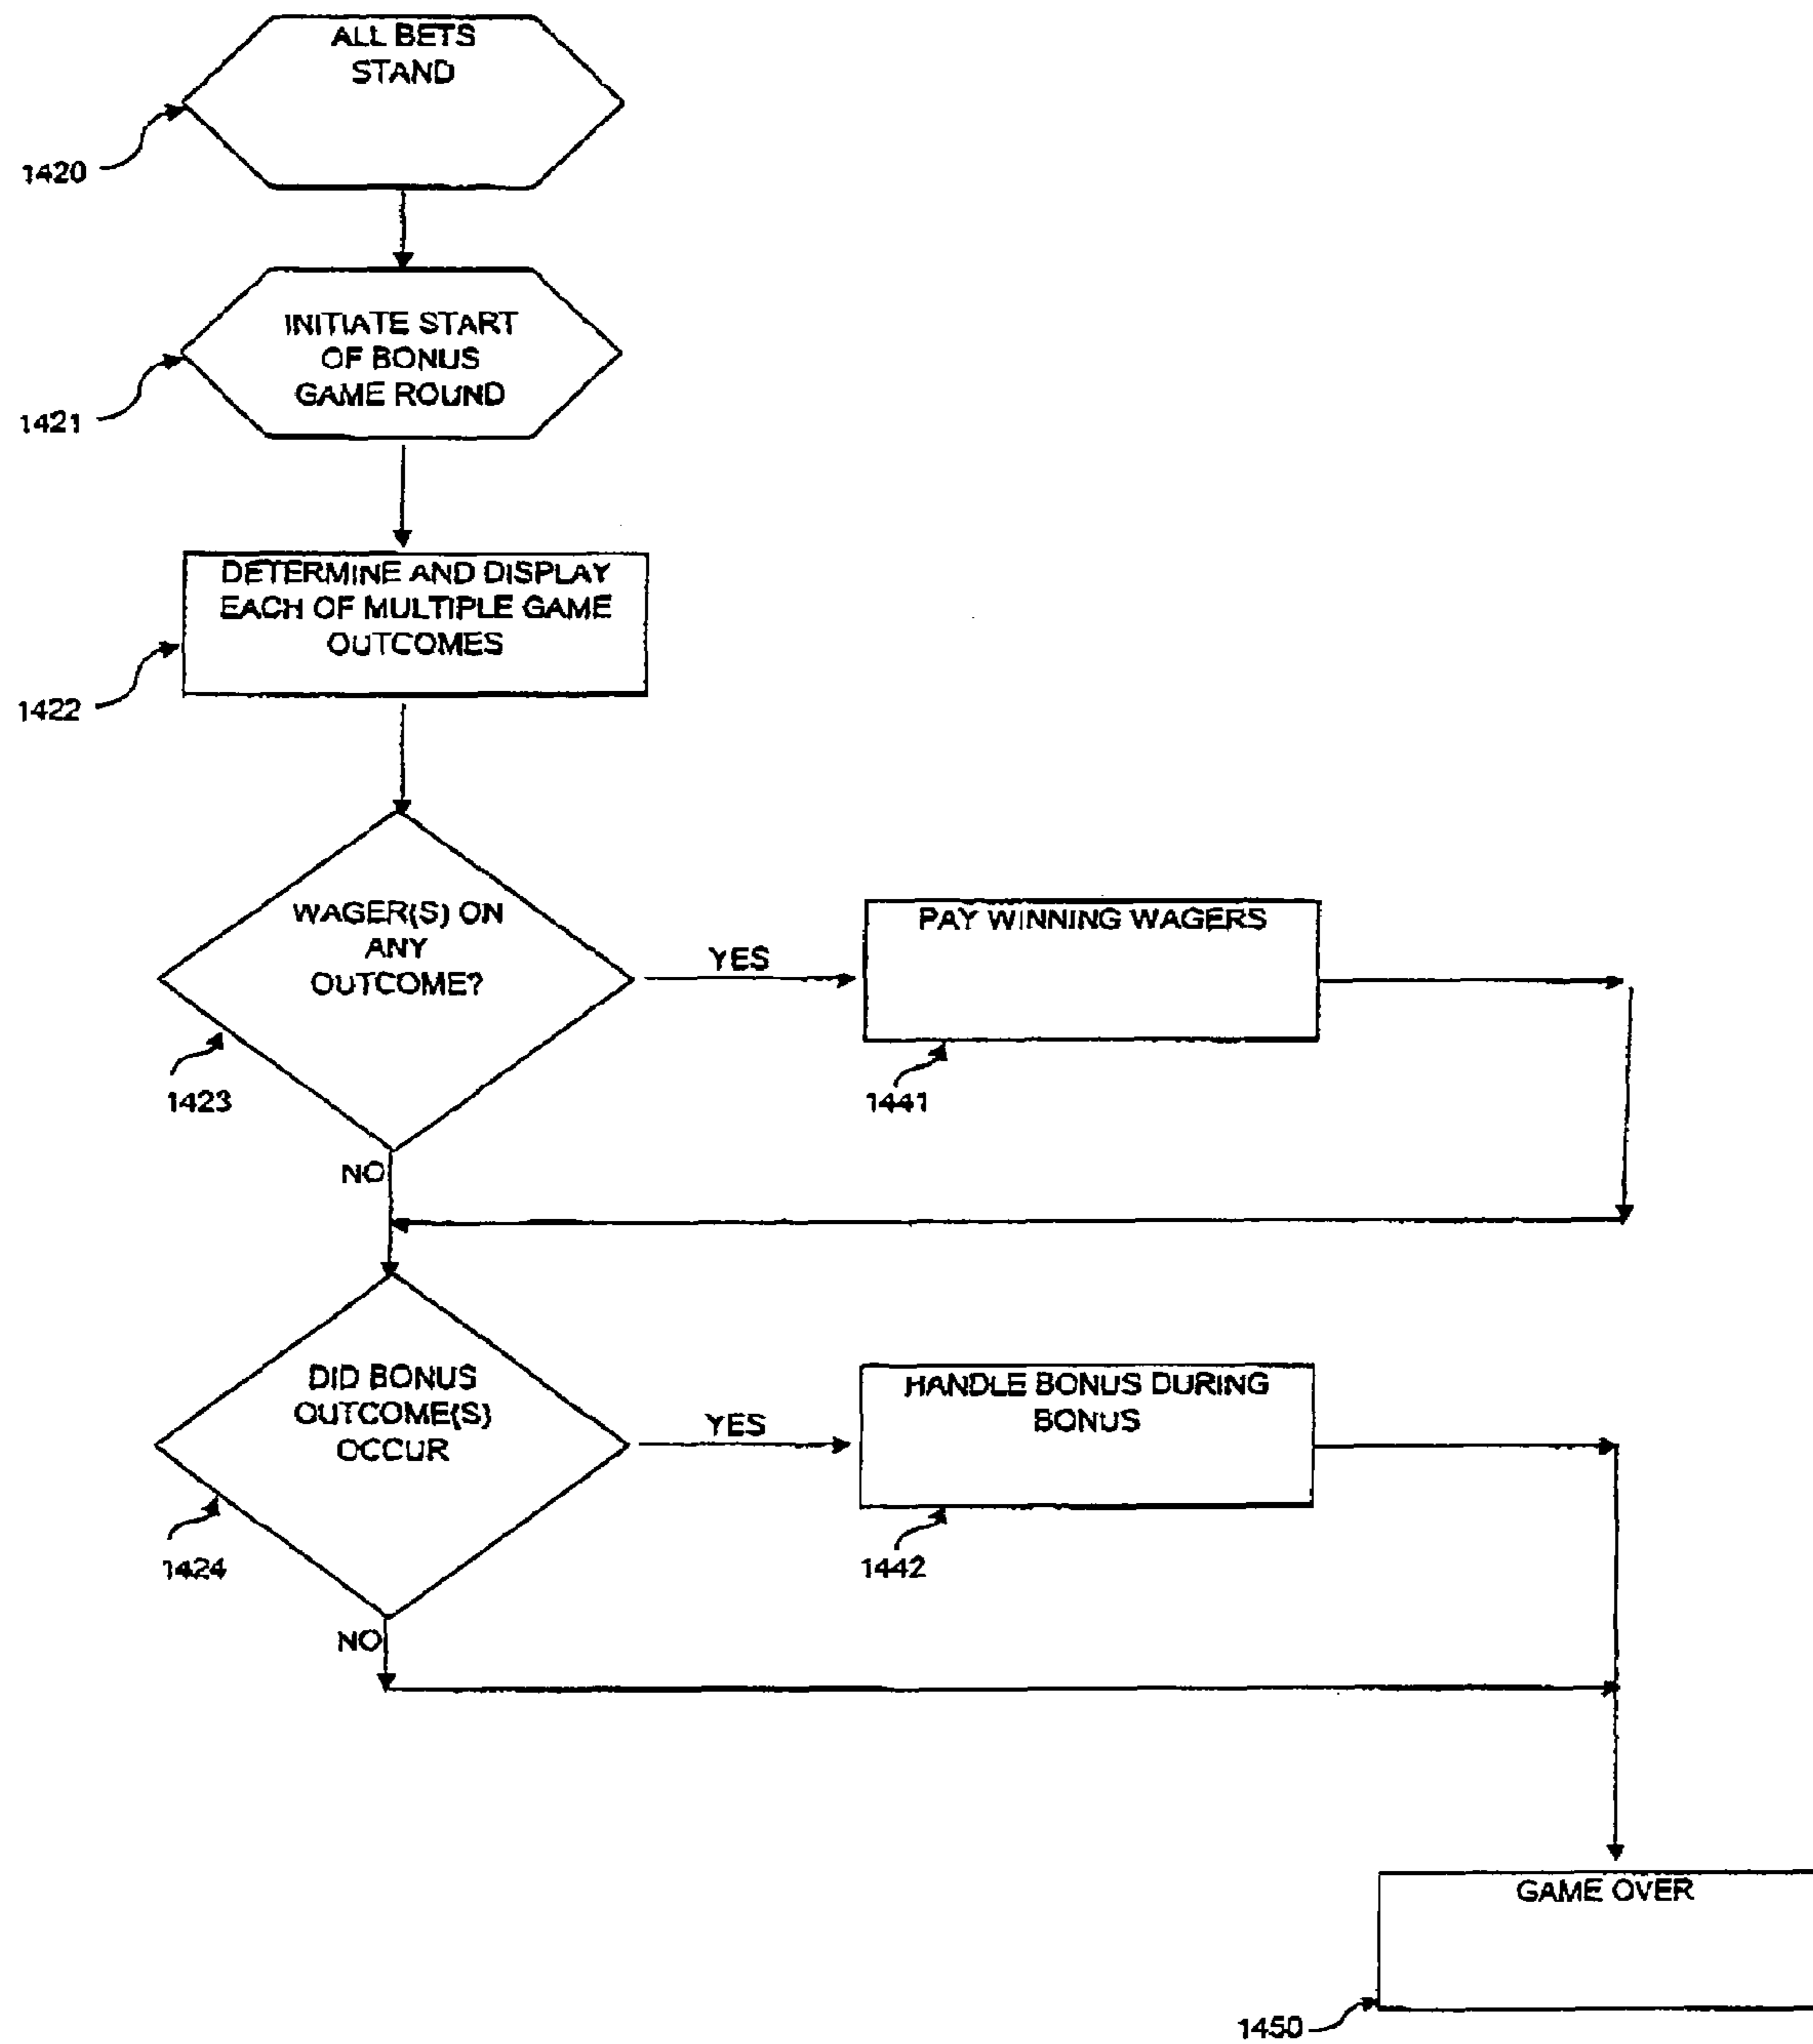 ALL BETS
STAND
1420
INITIATE START
OF BONUS
GAME ROUND
1421
DETERMINE AND DISPLAY
EACH OF MULTIPLE GAME
OUTCOMES
1422
WAGER(S) ON
ANY
OUTCOME?
YES
PAY WINNING WAGERS
1423
1441
NO
DID BONUS
OUTCOME(S)
OCCUR
YES
HANDLE BONUS DURING
BONUS
1424
1442
NO
GAME OVER
1450